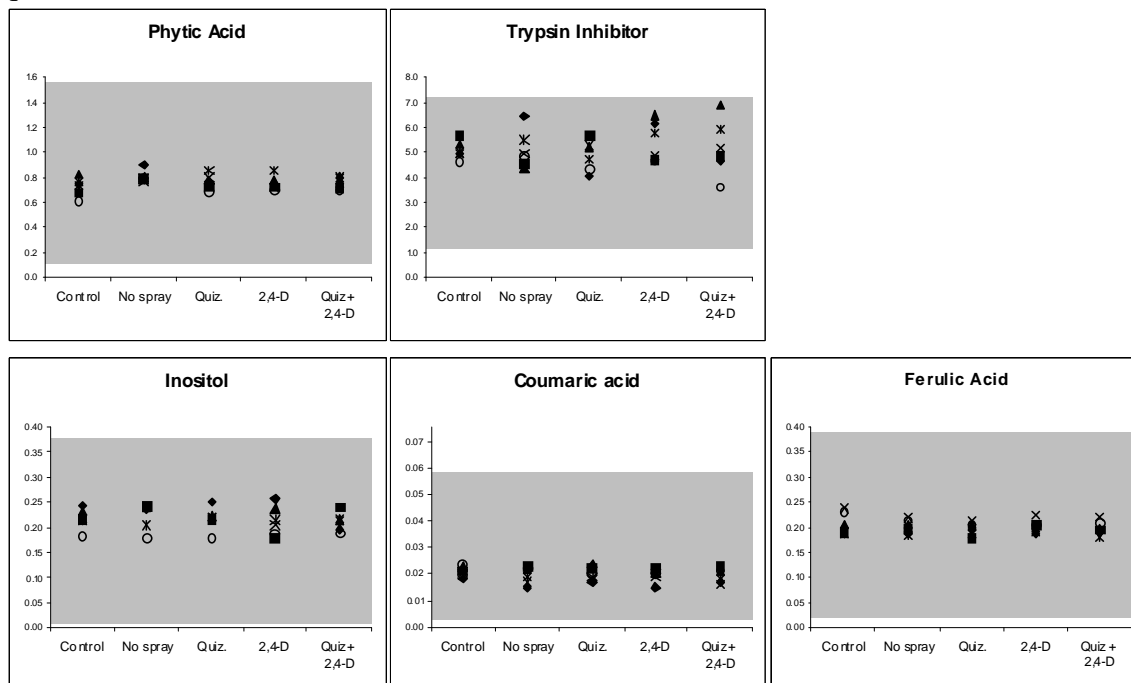 Phytic Acid
1.6
1.4
1.2
1.0
0.8
0.6
0.4
0.2
0.0
Control No spray Quiz. 2,4-D Quiz+
2,4-D
Trypsin Inhibitor
8.0
7.0
6.0
5.0
4.0
3.0
2.0
1.0
0.0
Control No spray Quiz. 2,4-D Quiz+
2,4-D
Inositol
0.40
0.35
0.30
0.25
0.20
0.15
0.10
0.05
0.00
Control No spray Quiz. 2,4-D Quiz+
2,4-D
Coumaric acid
0.07
0.06
0.05
0.04
0.03
0.02
0.01
0.00
Control No spray Quiz. 2,4-D Quiz+
2,4-D
Ferulic Acid
0.40
0.35
0.30
0.25
0.20
0.15
0.10
0.05
0.00
Control No spray Quiz. 2,4-D Quiz +
2,4-D